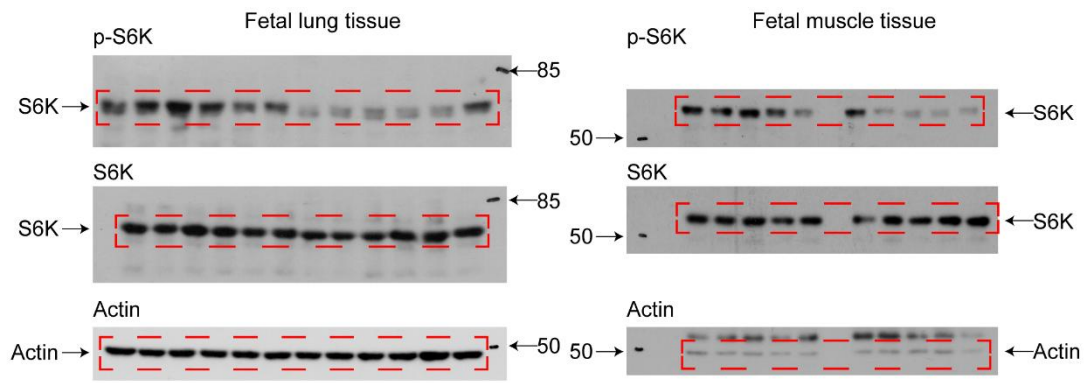 Fetal lung tissue
p-S6K
85
S6K
S6K
85
S6K
Actin
50
Actin
Fetal muscle tissue
p-S6K
S6K
50
S6K
S6K
50
Actin
50
Actin